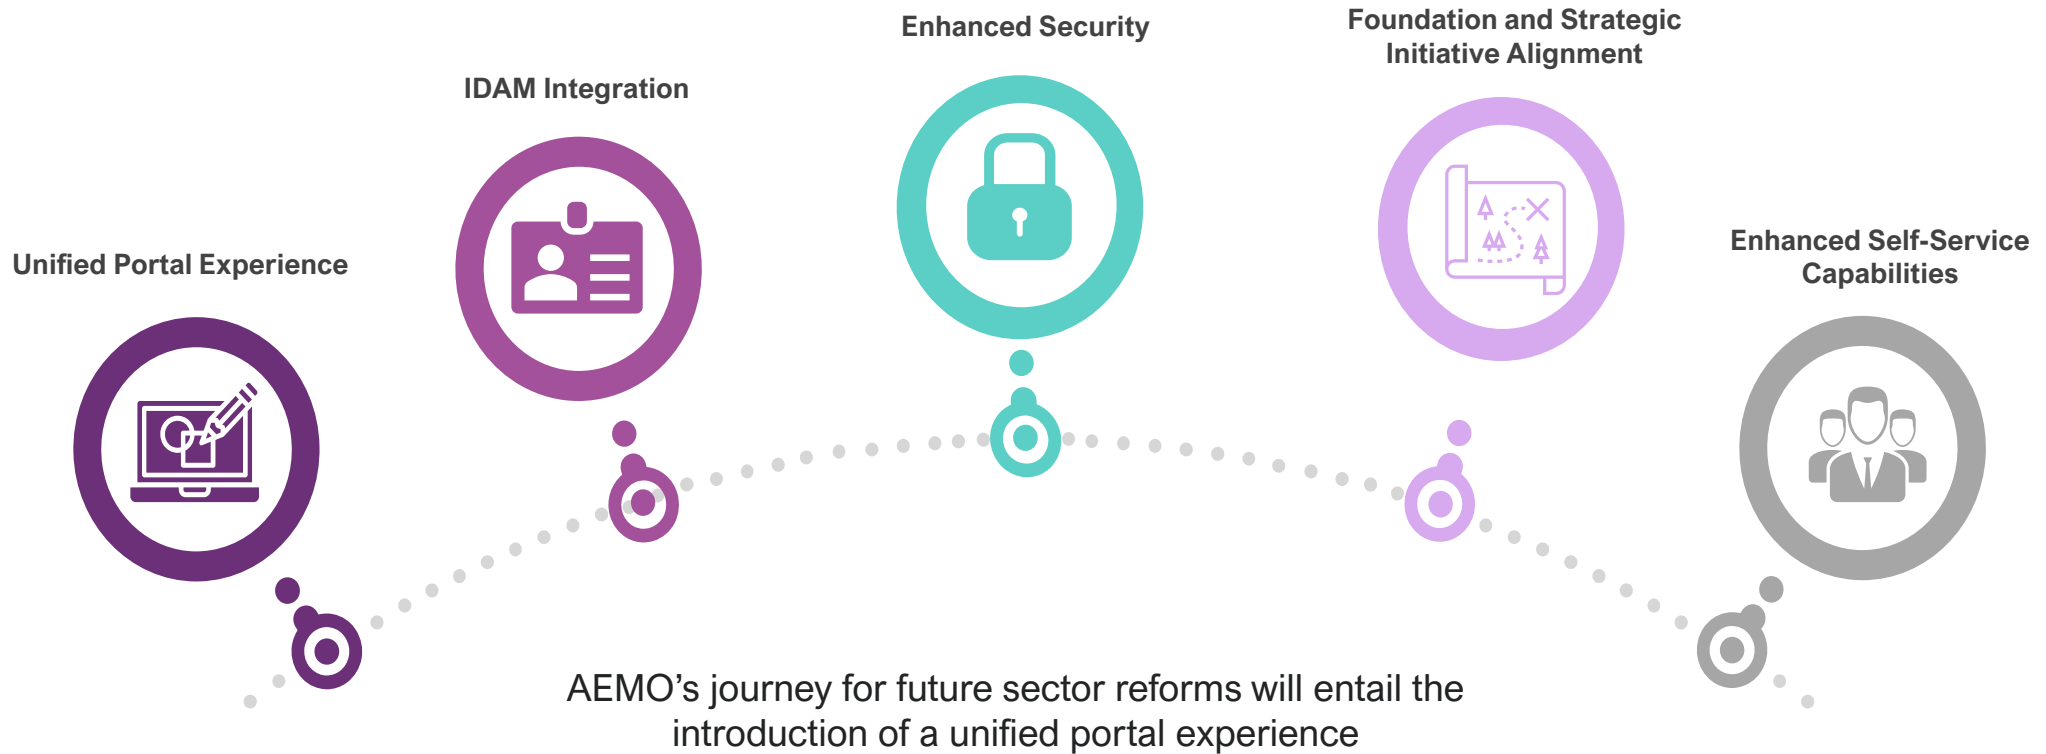 Unified Portal Experience
IDAM Integration
Enhanced Security
Foundation and Strategic
Initiative Alignment
Enhanced Self-Service
Capabilities
AEMO’s journey for future sector reforms will entail the
introduction of a unified portal experience